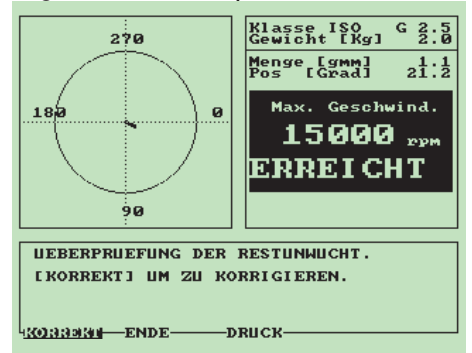 270
180
0
90
Klasse ISO G 2.5
Gewicht [Kg] 2.0
Menge [gmm] 1.1
Pos [Grad] 21.2
Max. Geschwind.
15000 rpm
ERREICHT
UEBERPRUEFUNG DER RESTUNWUCHT.
[KORREKT] UM ZU KORRIGIEREN.
KORREKT ENDE DRUCK